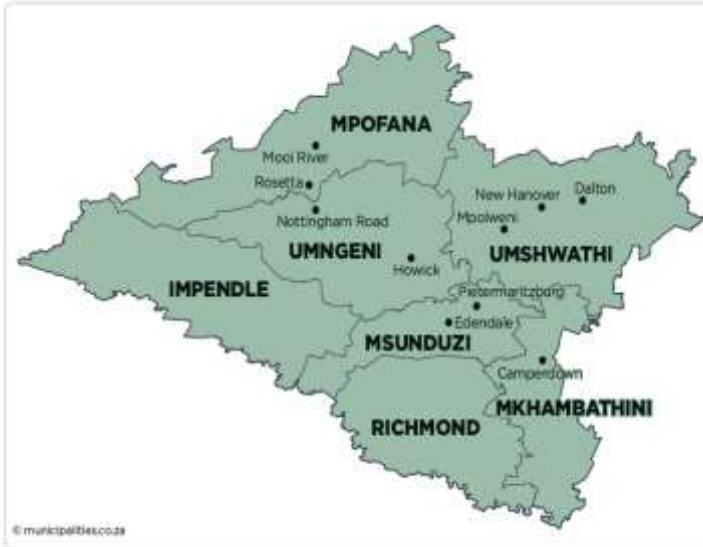 MPOFANA
Mooi River
Rosetta
New Hanover
Dalton
Nottingham Road
Mpolweni
UMNGENI
UMSHWATHI
Howick
IMPENDLE
Pietermaritzburg
Edendale
MSUNDUZI
Camperdown
MKHAMBATHINI
RICHMOND
© municipalities.co.za